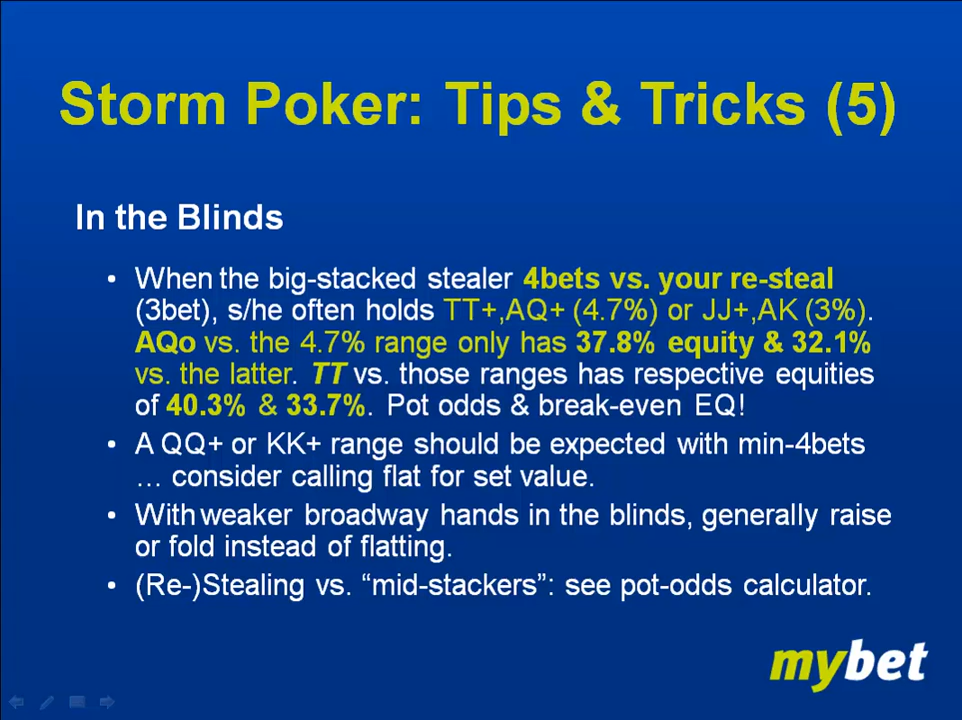 Storm Poker: Tips & Tricks (5)
In the Blinds
• When the big-stacked stealer 4bets vs. your re-steal
(3bet), s/he often holds TT+,AQ+ (4.7%) or JJ+,AK (3%).
AQo vs. the 4.7% range only has 37.8% equity & 32.1%
vs. the latter. TT vs. those ranges has respective equities
of 40.3% & 33.7%. Pot odds & break-even EQ!
• A QQ+ or KK+ range should be expected with min-4bets
… consider calling flat for set value.
• With weaker broadway hands in the blinds, generally raise
or fold instead of flatting.
• (Re-)Stealing vs. “mid-stackers”: see pot-odds calculator.
mybet